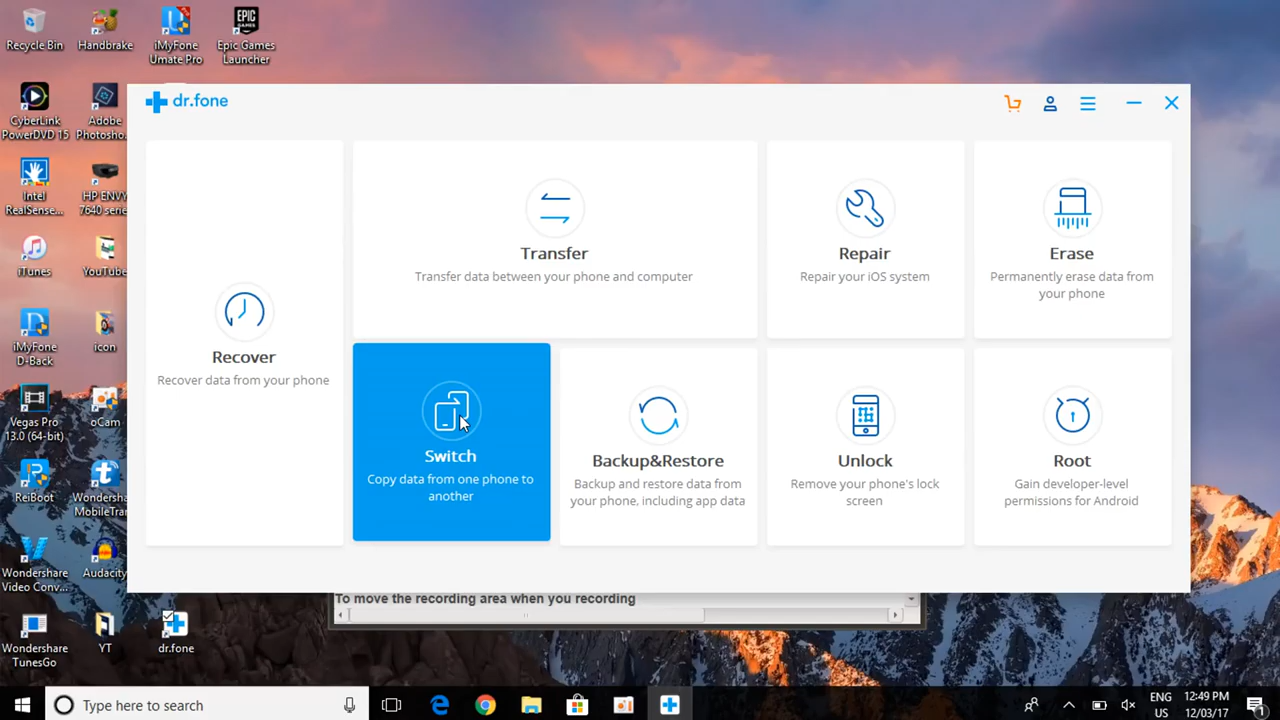 Recycle Bin
Handbrake
iMyFone
Umate Pro
EPIC
GAMES
Epic Games
Launcher
CyberLink
PowerDVD 15
Adobe
Photosho...
Intel
RealSense...
HP ENVY
7640 series
iTunes
YouTube
iMyFone
D-Back
icon
Vegas Pro
13.0 (64-bit)
oCam
ReiBoot
Wondersha
MobileTran
Wondershare
Video Conv...
Audacity
Wondershare
TunesGo
YT
dr.fone
dr.fone
Recover
Recover data from your phone
Transfer
Transfer data between your phone and computer
Repair
Repair your iOS system
Erase
Permanently erase data from
your phone
Switch
Copy data from one phone to
another
Backup&Restore
Backup and restore data from
your phone, including app data
Unlock
Remove your phone's lock
screen
Root
Gain developer-level
permissions for Android
To move the recording area when you recording
Type here to search
ENG
US
12:49 PM
12/03/17
1